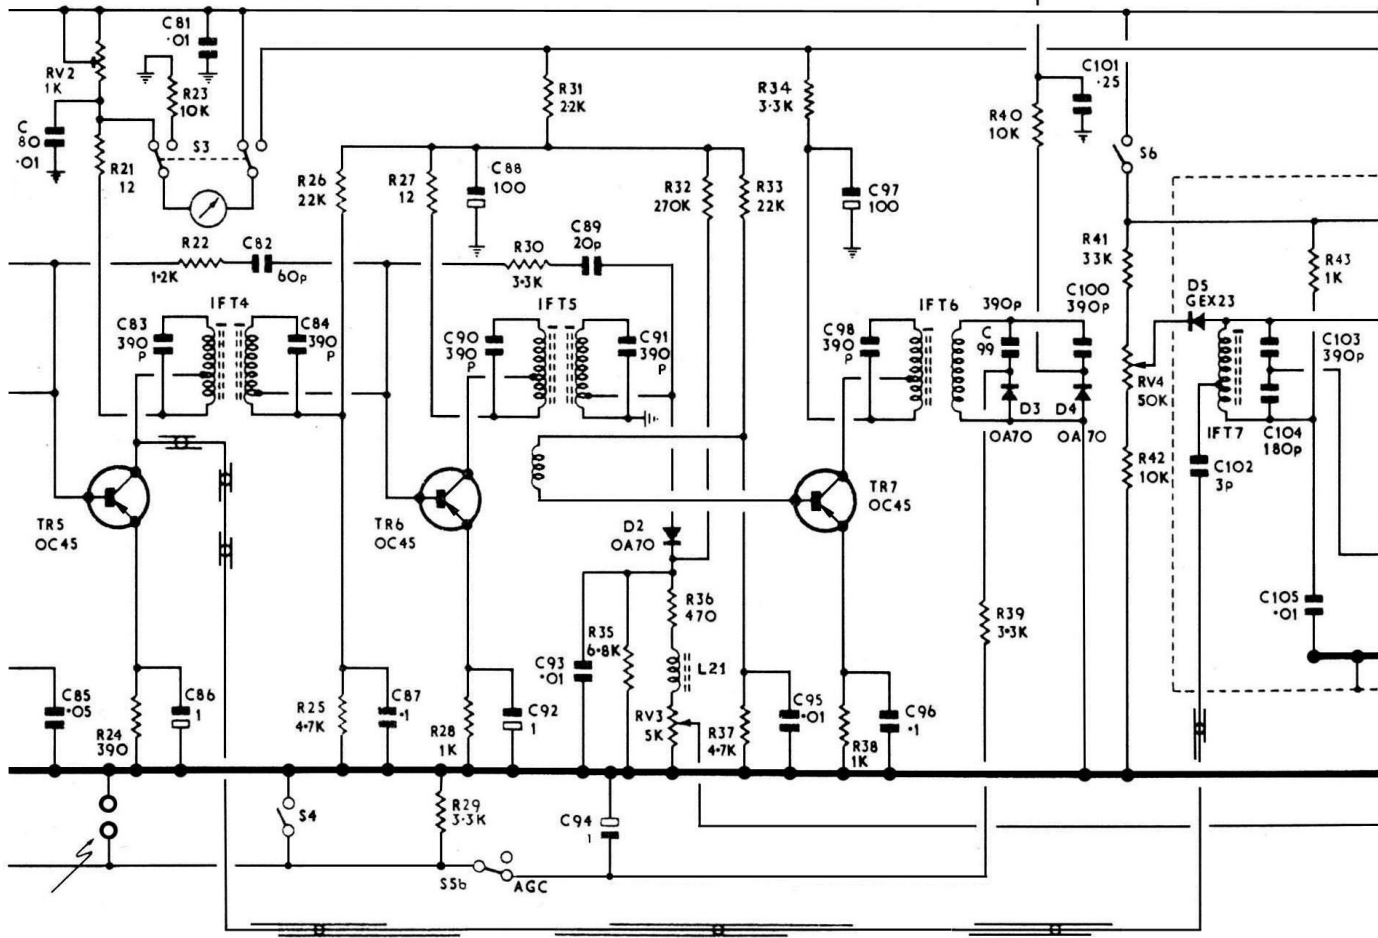 C81
·01
RV2
1K
R23
10K
C
80
·01
R21
12
S3
R31
2·2K
R34
3·3K
C101
·25
R40
10K
S6
R26
22K
R27
12
C88
100
R32
270K
R33
22K
C97
100
R22
1·2K
C82
60p
R30
3·3K
C89
20p
R41
33K
R43
1K
IFT4
IFT5
IFT6
390p
C
99
C100
390p
D5
GEX23
C83
390
P
C84
390
P
C90
390
P
C91
390
P
C98
390
P
C103
390p
RV4
50K
D3
OA70
D4
OA70
IFT7
C104
180p
R42
10K
C102
3p
TR5
OC45
TR6
OC45
TR7
OC45
D2
OA70
R36
470
R35
6·8K
C93
·01
L21
R39
3·3K
C105
·01
C85
·05
R24
390
C86
1
R25
4·7K
C87
·1
R28
1K
C92
1
RV3
5K
R37
4·7K
C95
·01
R38
1K
C96
·1
S4
R29
3·3K
C94
1
S5b
AGC